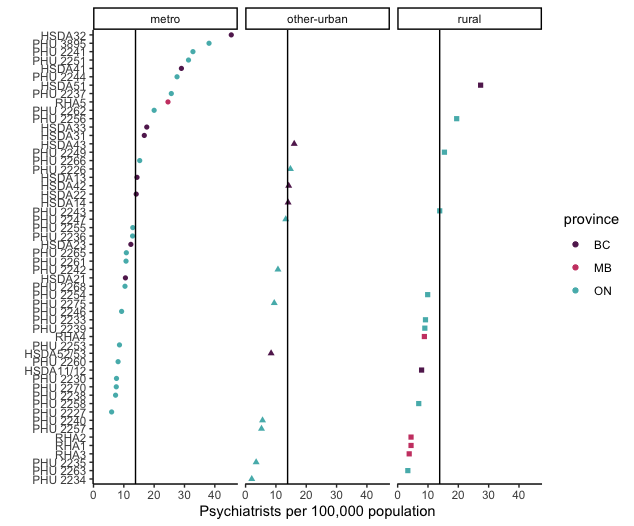 metro
other-urban
rural
HSDA32
PHU 3895
PHU 2241
PHU 2251
HSDA41
PHU 2244
HSDA51
PHU 2237
RHA5
PHU 2262
PHU 2256
HSDA33
HSDA31
HSDA43
PHU 2249
PHU 2266
PHU 2226
HSDA13
HSDA42
HSDA22
HSDA14
PHU 2243
PHU 2247
PHU 2255
PHU 2236
HSDA23
PHU 2265
PHU 2261
PHU 2242
HSDA21
PHU 2268
PHU 2254
PHU 2275
PHU 2246
PHU 2233
PHU 2239
RHA4
PHU 2253
HSDA52/53
PHU 2260
HSDA11/12
PHU 2230
PHU 2270
PHU 2238
PHU 2258
PHU 2227
PHU 2240
PHU 2257
RHA2
RHA1
RHA3
PHU 2235
PHU 2263
PHU 2234
0 10 20 30 40 0 10 20 30 40 0 10 20 30 40
Psychiatrists per 100,000 population
province
BC
MB
ON